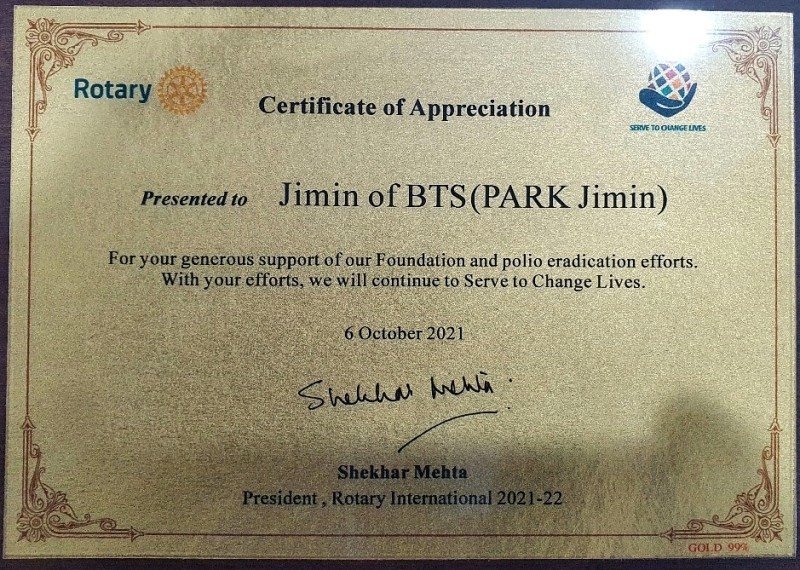 Rotary
Certificate of Appreciation
SERVE TO CHANGE LIVES
Presented to Jimin of BTS(PARK Jimin)
For your generous support of our Foundation and polio eradication efforts.
With your efforts, we will continue to Serve to Change Lives.
6 October 2021
Shekhar Mehta
Shekhar Mehta
President , Rotary International 2021-22
GOLD 99%